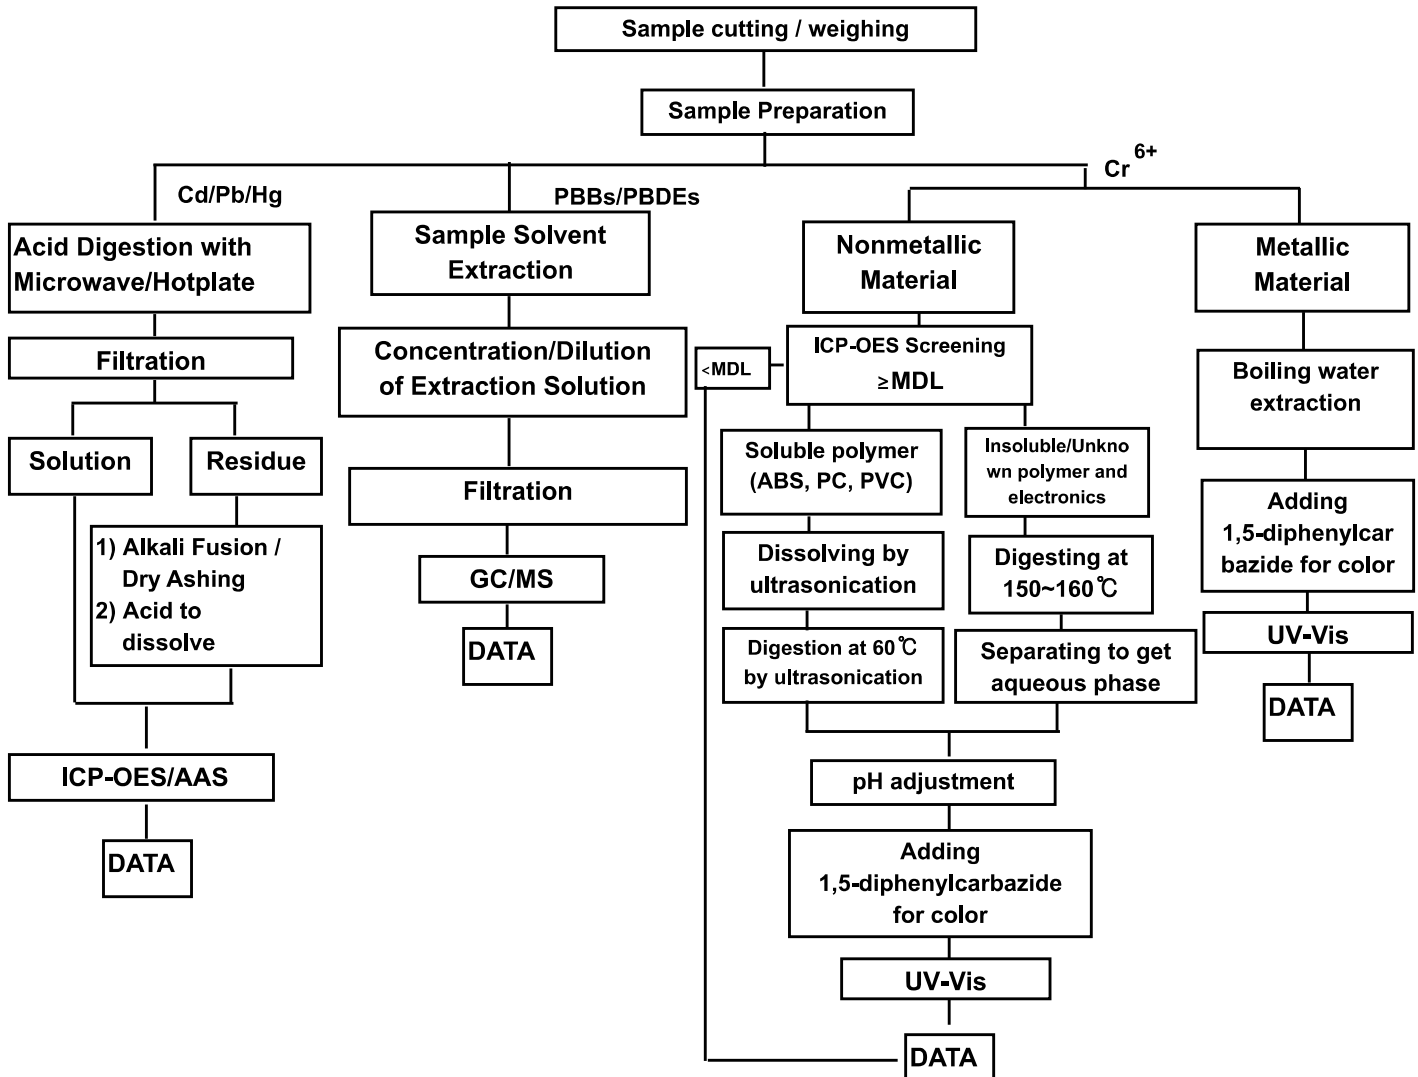 Sample cutting / weighing
Sample Preparation
Cd/Pb/Hg
PBBs/PBDEs
Cr 6+
Acid Digestion with
Microwave/Hotplate
Filtration
Solution
Residue
1) Alkali Fusion /
Dry Ashing
2) Acid to
dissolve
ICP-OES/AAS
DATA
Sample Solvent
Extraction
Concentration/Dilution
of Extraction Solution
Filtration
GC/MS
DATA
Nonmetallic
Material
ICP-OES Screening
≥MDL
<MDL
Soluble polymer
(ABS, PC, PVC)
Dissolving by
ultrasonication
Digestion at 60℃
by ultrasonication
Insoluble/Unkno
wn polymer and
electronics
Digesting at
150~160℃
Separating to get
aqueous phase
pH adjustment
Adding
1,5-diphenylcarbazide
for color
UV-Vis
DATA
Metallic
Material
Boiling water
extraction
Adding
1,5-diphenylcar
bazide for color
UV-Vis
DATA